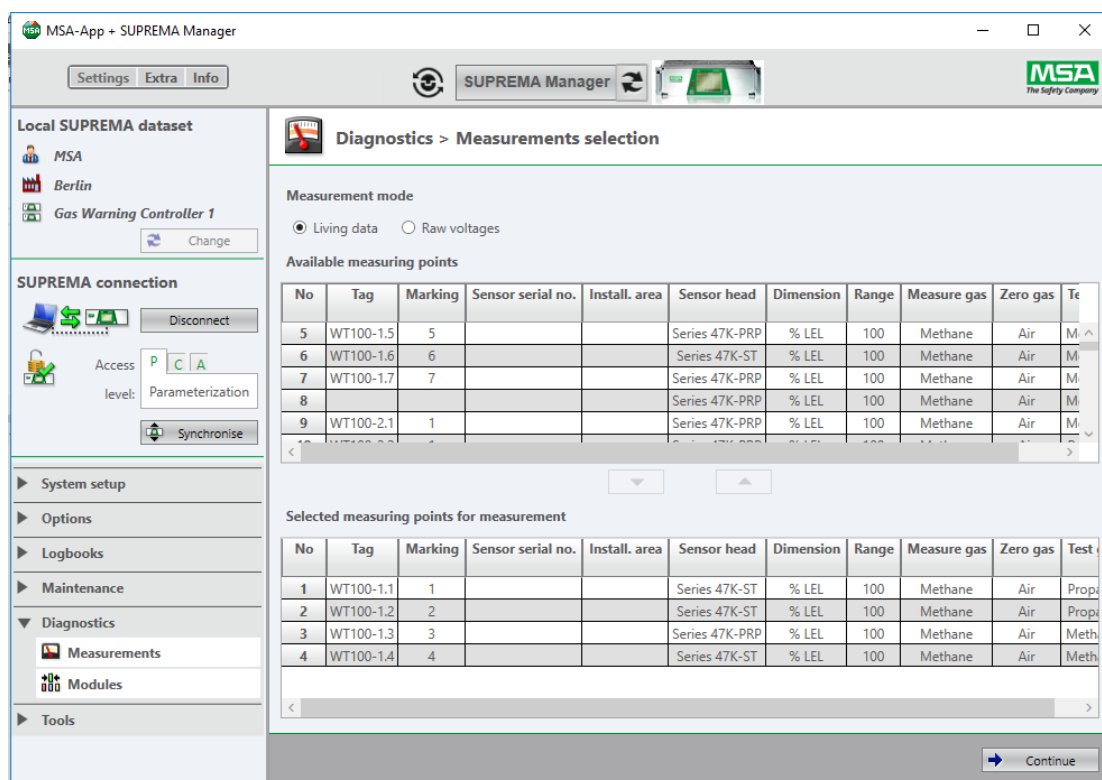 MSA-App + SUPREMA Manager
Settings Extra Info
SUPREMA Manager
MSA
The Safety Company
Local SUPREMA dataset
MSA
Berlin
Gas Warning Controller 1
Change
SUPREMA connection
Disconnect
Access level:
P C A
Parameterization
Synchronise
System setup
Options
Logbooks
Maintenance
Diagnostics
Measurements
Modules
Tools
Diagnostics > Measurements selection
Measurement mode
Living data Raw voltages
Available measuring points
No Tag Marking Sensor serial no. Install. area Sensor head Dimension Range Measure gas Zero gas Te
5 WT100-1.5 5 Series 47K-PRP % LEL 100 Methane Air M
6 WT100-1.6 6 Series 47K-ST % LEL 100 Methane Air M
7 WT100-1.7 7 Series 47K-PRP % LEL 100 Methane Air M
8 Series 47K-PRP % LEL 100 Methane Air M
9 WT100-2.1 1 Series 47K-PRP % LEL 100 Methane Air M
Selected measuring points for measurement
No Tag Marking Sensor serial no. Install. area Sensor head Dimension Range Measure gas Zero gas Test
1 WT100-1.1 1 Series 47K-ST % LEL 100 Methane Air Propa
2 WT100-1.2 2 Series 47K-ST % LEL 100 Methane Air Propa
3 WT100-1.3 3 Series 47K-PRP % LEL 100 Methane Air Meth
4 WT100-1.4 4 Series 47K-ST % LEL 100 Methane Air Meth
Continue